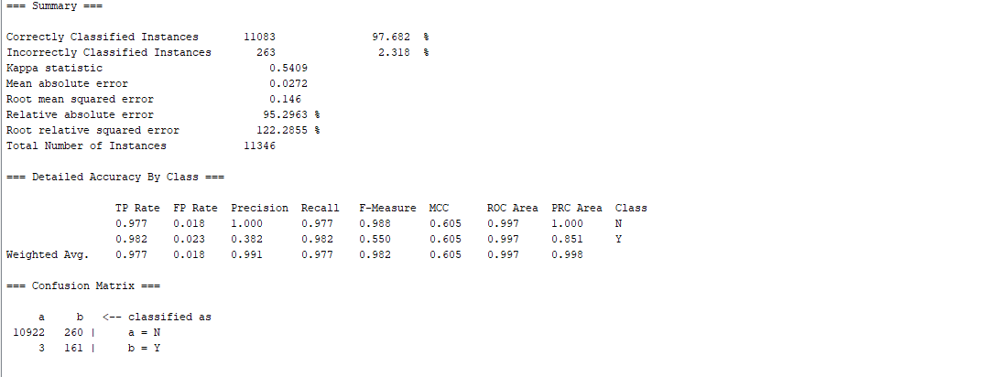 === Summary ===
Correctly Classified Instances 11083 97.682 %
Incorrectly Classified Instances 263 2.318 %
Kappa statistic 0.5409
Mean absolute error 0.0272
Root mean squared error 0.146
Relative absolute error 95.2963 %
Root relative squared error 122.2855 %
Total Number of Instances 11346
=== Detailed Accuracy By Class ===
TP Rate FP Rate Precision Recall F-Measure MCC ROC Area PRC Area Class
0.977 0.018 1.000 0.977 0.988 0.605 0.997 1.000 N
0.982 0.023 0.382 0.982 0.550 0.605 0.997 0.851 Y
Weighted Avg. 0.977 0.018 0.991 0.977 0.982 0.605 0.997 0.998
=== Confusion Matrix ===
a b <-- classified as
10922 260 | a = N
3 161 | b = Y